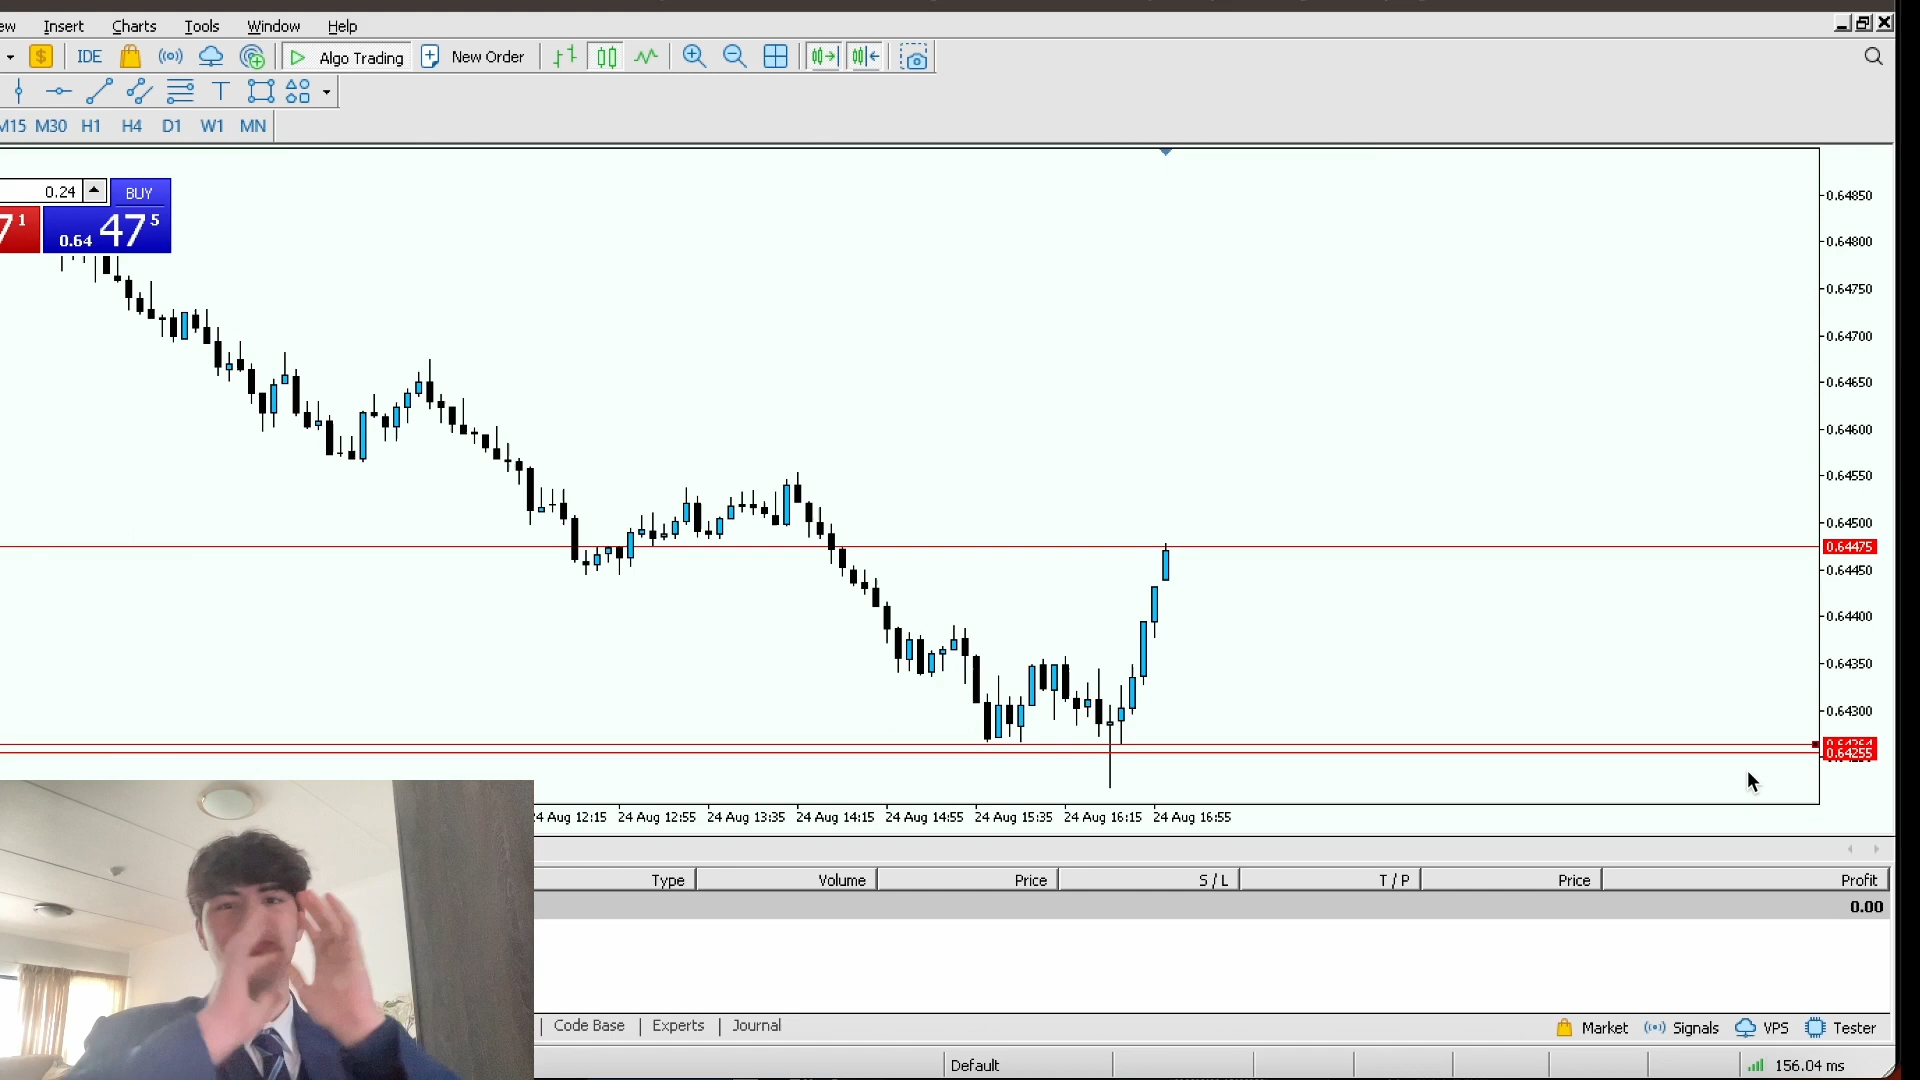 ew Insert Charts Tools Window Help
$ IDE Algo Trading New Order
T
M15 M30 H1 H4 D1 W1 MN
0.24 BUY
7 1 0.64 47 5
0.64850
0.64800
0.64750
0.64700
0.64650
0.64600
0.64550
0.64500
0.64475
0.64450
0.64400
0.64350
0.64300
0.64264
0.64255
24 Aug 12:15 24 Aug 12:55 24 Aug 13:35 24 Aug 14:15 24 Aug 14:55 24 Aug 15:35 24 Aug 16:15 24 Aug 16:55
Type Volume Price S / L T / P Price Profit
0.00
Code Base Experts Journal Market Signals VPS Tester
Default 156.04 ms